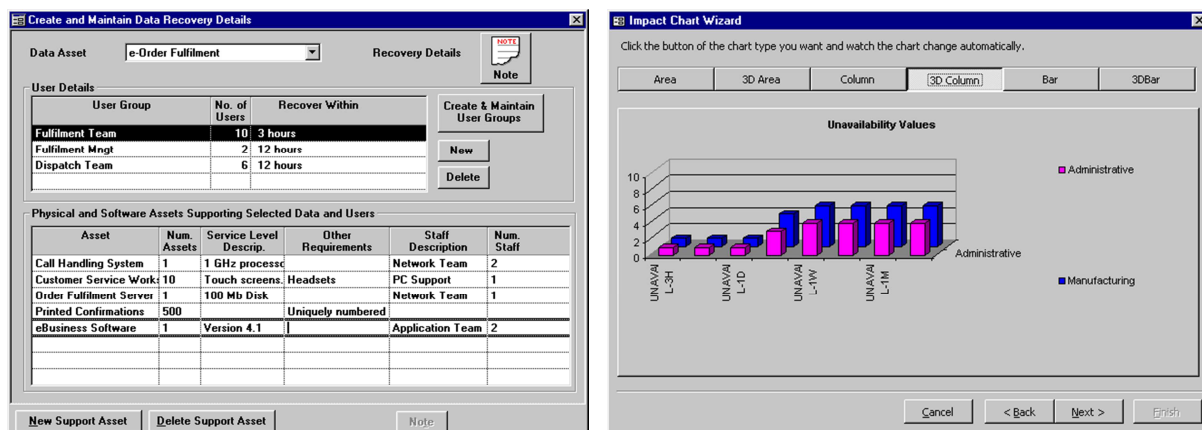 Create and Maintain Data Recovery Details
Data Asset e-Order Fulfilment Recovery Details NOTE Note
User Details
User Group No. of Users Recover Within
Fulfilment Team 10 3 hours
Fulfilment Mngt 2 12 hours
Dispatch Team 6 12 hours
Create & Maintain User Groups
New
Delete
Physical and Software Assets Supporting Selected Data and Users
Asset Num. Assets Service Level Descrip. Other Requirements Staff Description Num. Staff
Call Handling System 1 1 GHz processo Network Team 2
Customer Service Works 10 Touch screens. Headsets PC Support 1
Order Fulfilment Server 1 100 Mb Disk Network Team 1
Printed Confirmations 500 Uniquely numbered
eBusiness Software 1 Version 4.1 Application Team 2
New Support Asset Delete Support Asset Note
Impact Chart Wizard
Click the button of the chart type you want and watch the chart change automatically.
Area 3D Area Column 3D Column Bar 3DBar
Unavailability Values
10
8
6
4
2
0
UNAVAI L-3H
UNAVAI L-1D
UNAVAI L-1W
UNAVAI L-1M
Administrative
Administrative
Manufacturing
Cancel < Back Next > Finish